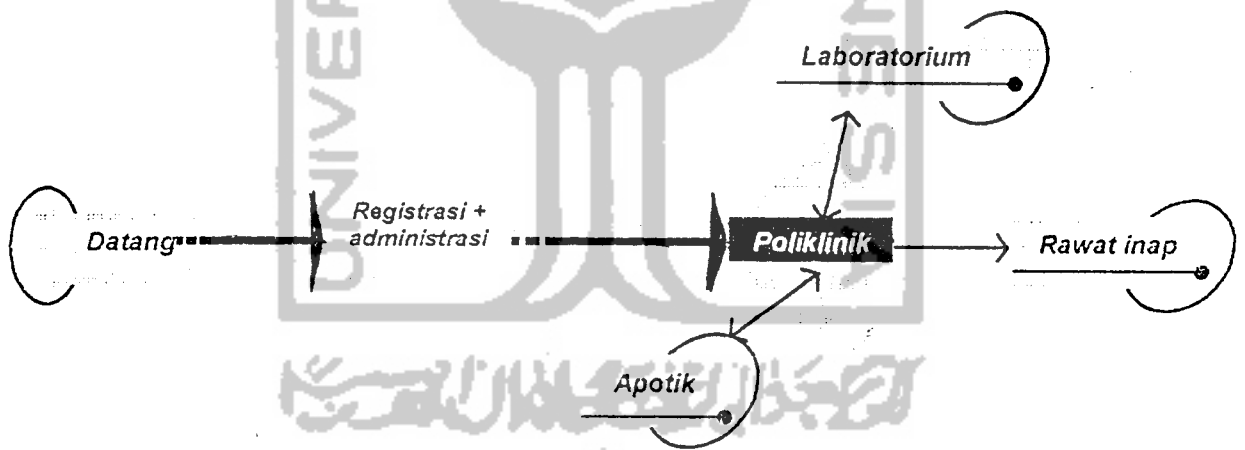 Laboratorium
Registrasi +
administrasi
Datang
Poliklinik
Rawat inap
Apotik